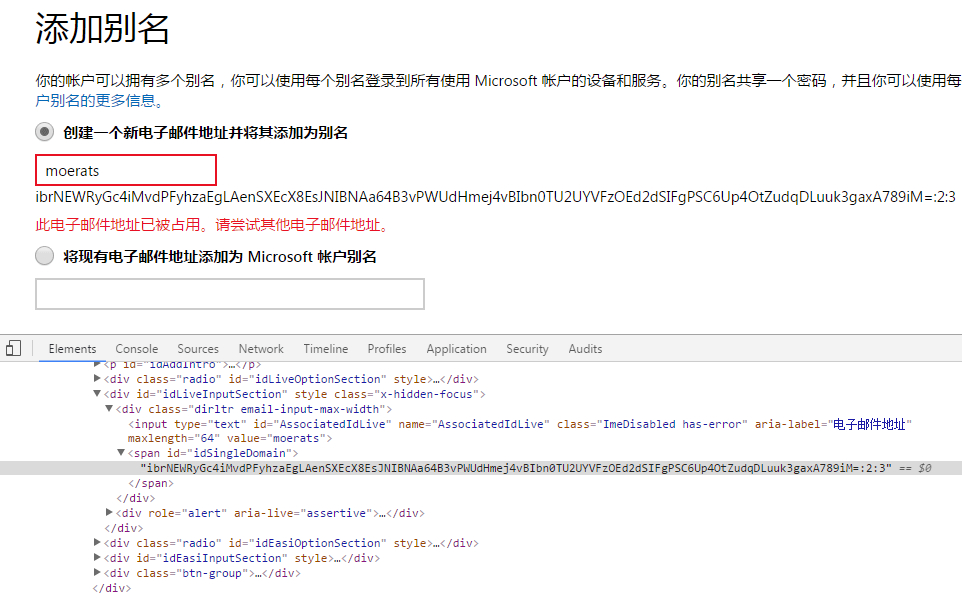 添加别名
你的帐户可以拥有多个别名，你可以使用每个别名登录到所有使用 Microsoft 帐户的设备和服务。你的别名共享一个密码，并且你可以使用每
户别名的更多信息。
创建一个新电子邮件地址并将其添加为别名
moerats
ibrNEWRyGc4iMvdPFyhzaEgLAenSXEcX8EsJNIBNAa64B3vPWUdHmej4vBIbn0TU2UYVFzOEd2dSIFgPSC6Up4OtZudqDLuuk3gaxA789iM=:2:3
此电子邮件地址已被占用。请尝试其他电子邮件地址。
将现有电子邮件地址添加为 Microsoft 帐户别名
Elements Console Sources Network Timeline Profiles Application Security Audits
▶<p id="idAddIntro">…</p>
▶<div class="radio" id="idLiveOptionSection" style>…</div>
▼<div id="idLiveInputSection" style class="x-hidden-focus">
▼<div class="dirltr email-input-max-width">
<input type="text" id="AssociatedIdLive" name="AssociatedIdLive" class="ImeDisabled has-error" aria-label="电子邮件地址"
maxlength="64" value="moerats">
▼<span id="idSingleDomain">
"ibrNEWRyGc4iMvdPFyhzaEgLAenSXEcX8EsJNIBNAa64B3vPWUdHmej4vBIbn0TU2UYVFzOEd2dSIFgPSC6Up4OtZudqDLuuk3gaxA789iM=:2:3" == $0
</span>
</div>
▶<div role="alert" aria-live="assertive">…</div>
</div>
▶<div class="radio" id="idEasiOptionSection" style>…</div>
▶<div id="idEasiInputSection" style>…</div>
▶<div class="btn-group">…</div>
</div>